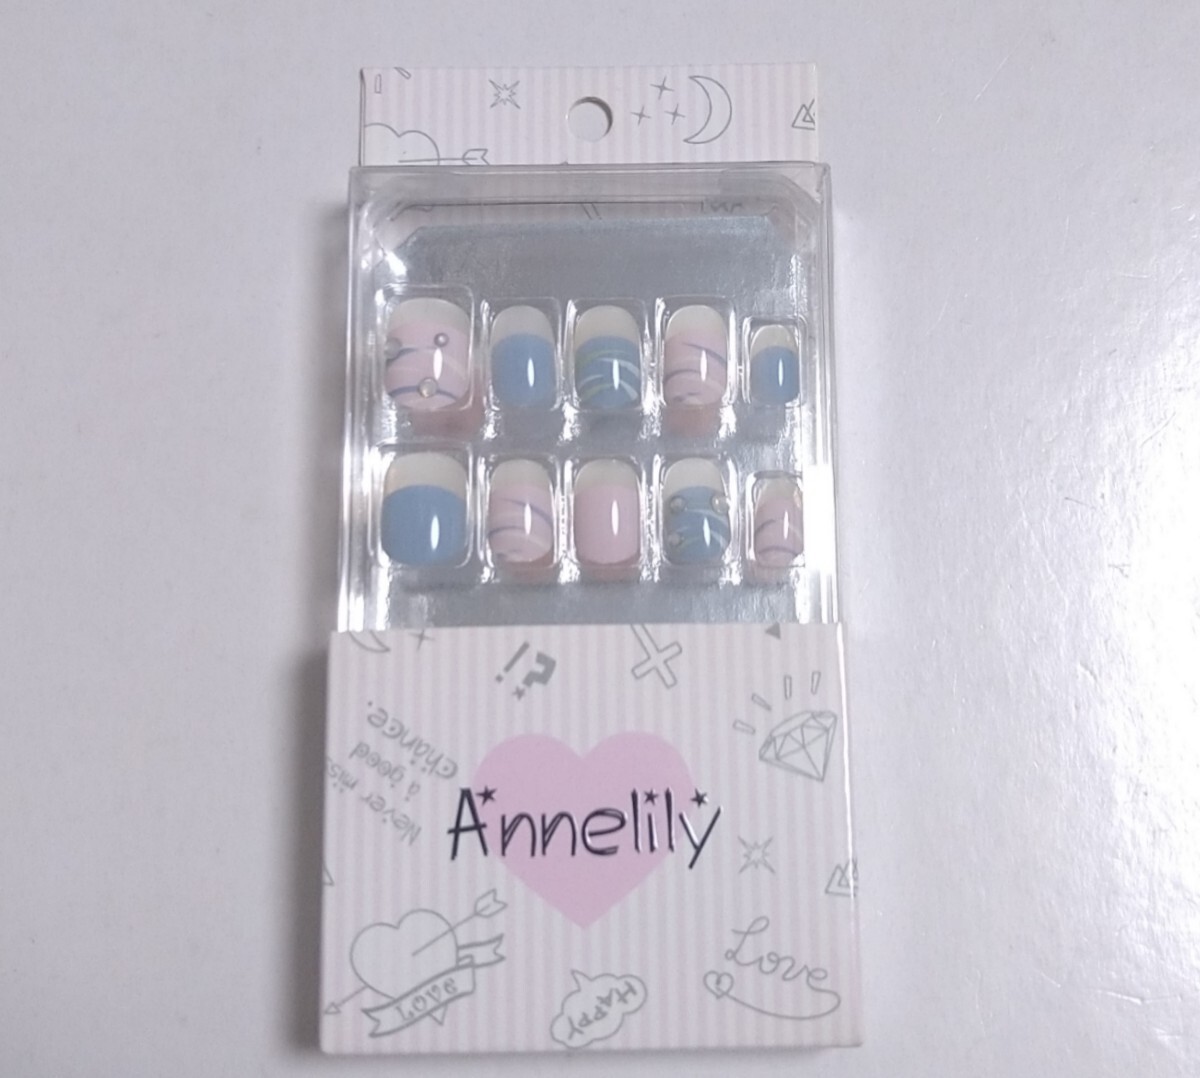 ?!
Never miss
a good
chance.
Annelily
Love
Love
HAPPY